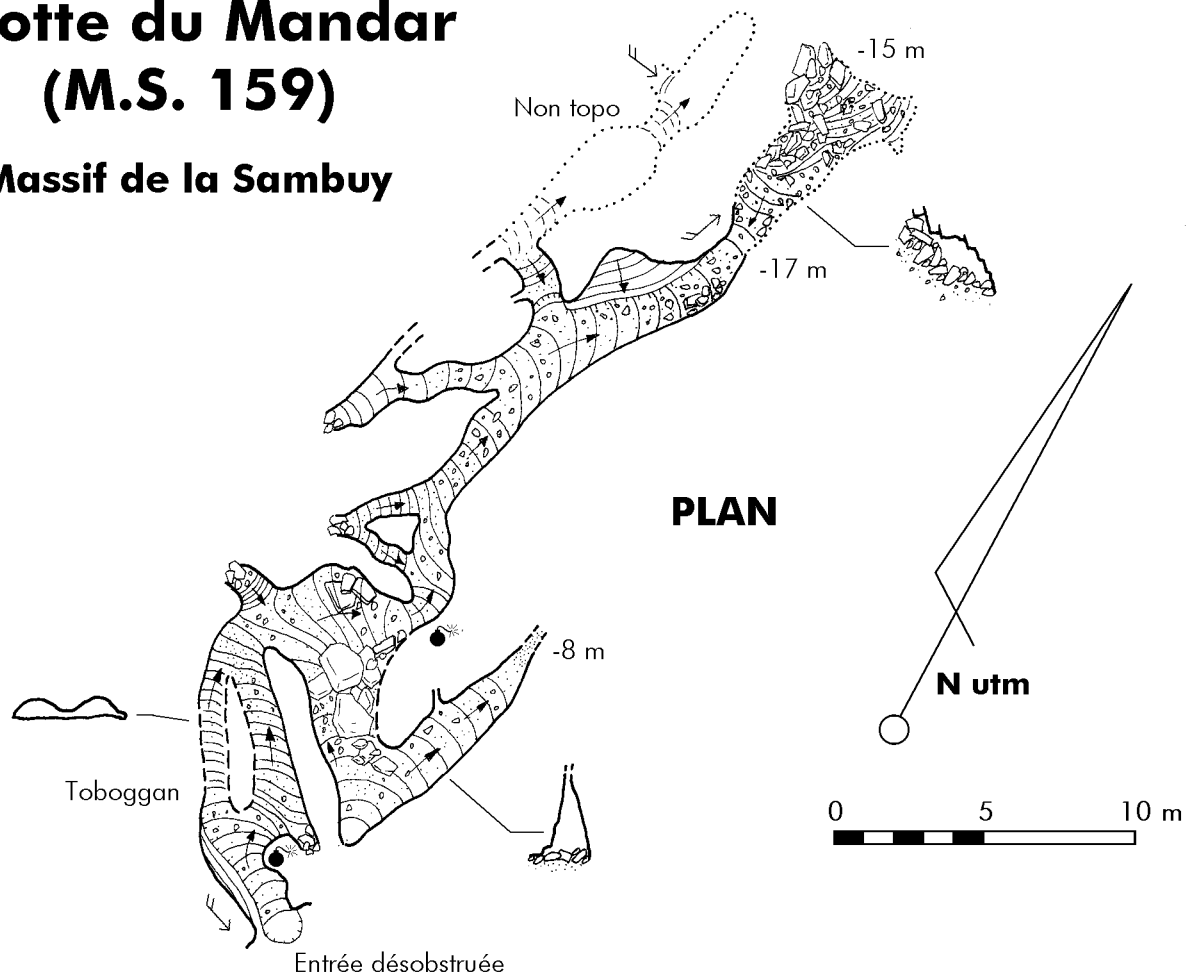 otte du Mandar
(M.S. 159)
Massif de la Sambuy
-15 m
Non topo
-17 m
PLAN
-8 m
N utm
Toboggan
0 5 10 m
Entrée désobstruée